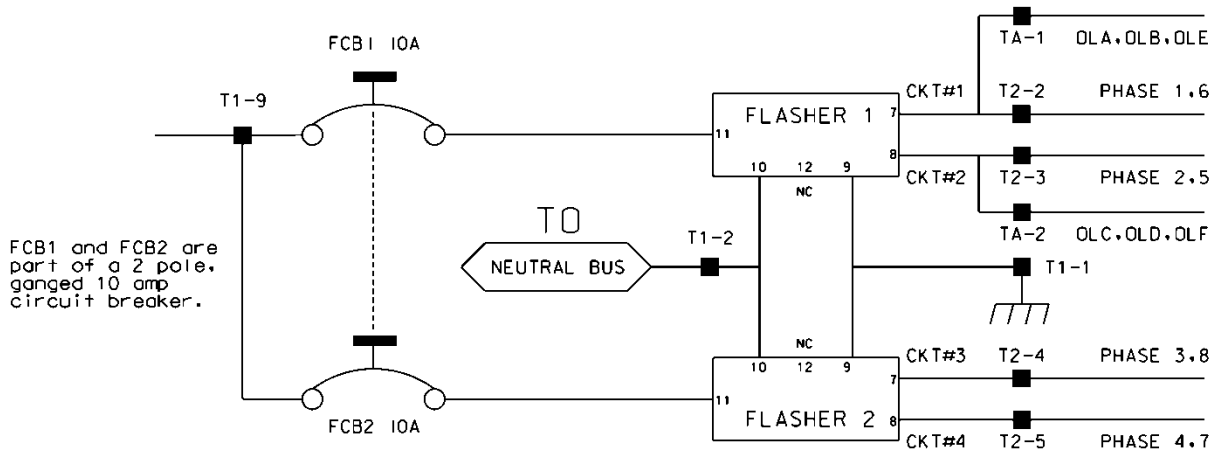 FCB1 10A
T1-9
FCB1 and FCB2 are
part of a 2 pole,
ganged 10 amp
circuit breaker.
FCB2 10A
TO
NEUTRAL BUS
T1-2
11
FLASHER 1
7
8
10 12 9
NC
CKT#1
CKT#2
TA-1 OLA,OLB,OLE
T2-2 PHASE 1,6
T2-3 PHASE 2,5
TA-2 OLC,OLD,OLF
T1-1
NC
10 12 9
11
FLASHER 2
7
8
CKT#3 T2-4 PHASE 3,8
CKT#4 T2-5 PHASE 4,7